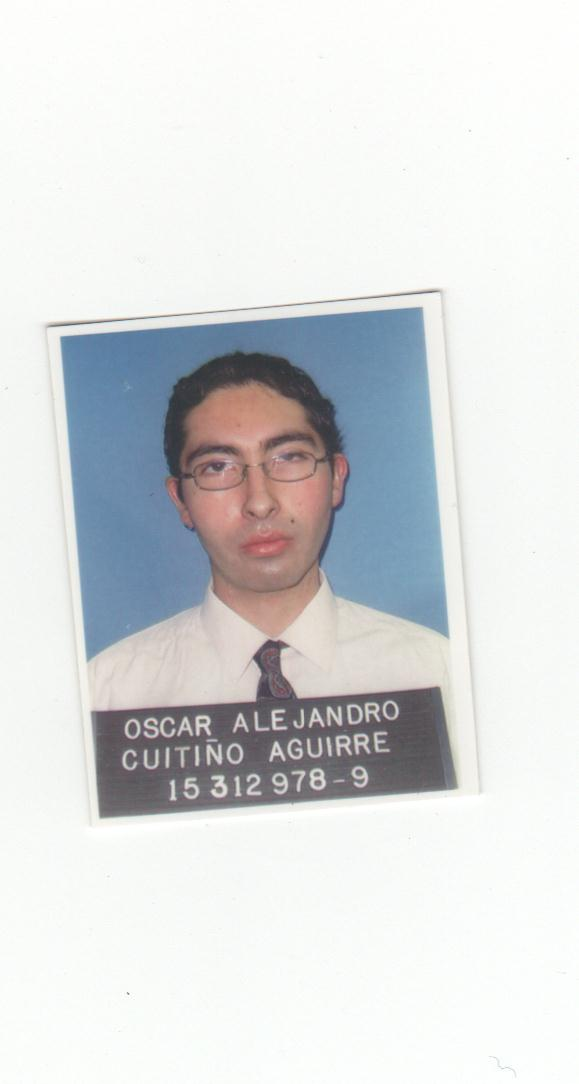 OSCAR ALEJANDRO
CUITIÑO AGUIRRE
15 312 978-9